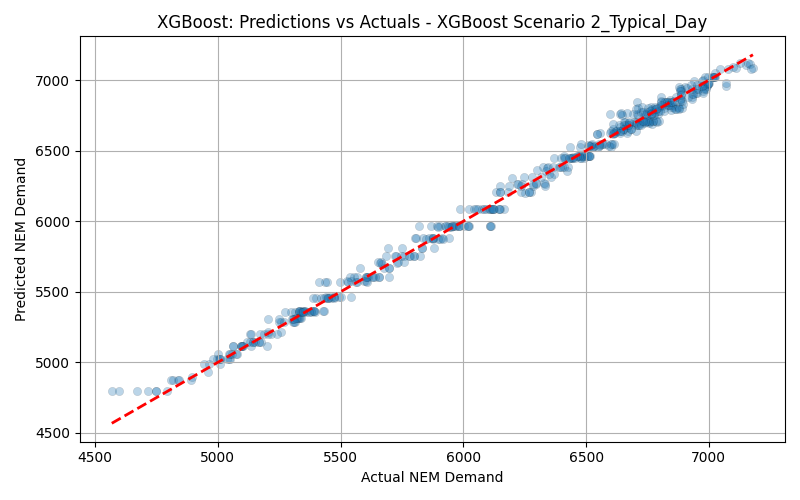 XGBoost: Predictions vs Actuals - XGBoost Scenario 2_Typical_Day
Predicted NEM Demand
7000
6500
6000
5500
5000
4500
4500 5000 5500 6000 6500 7000
Actual NEM Demand